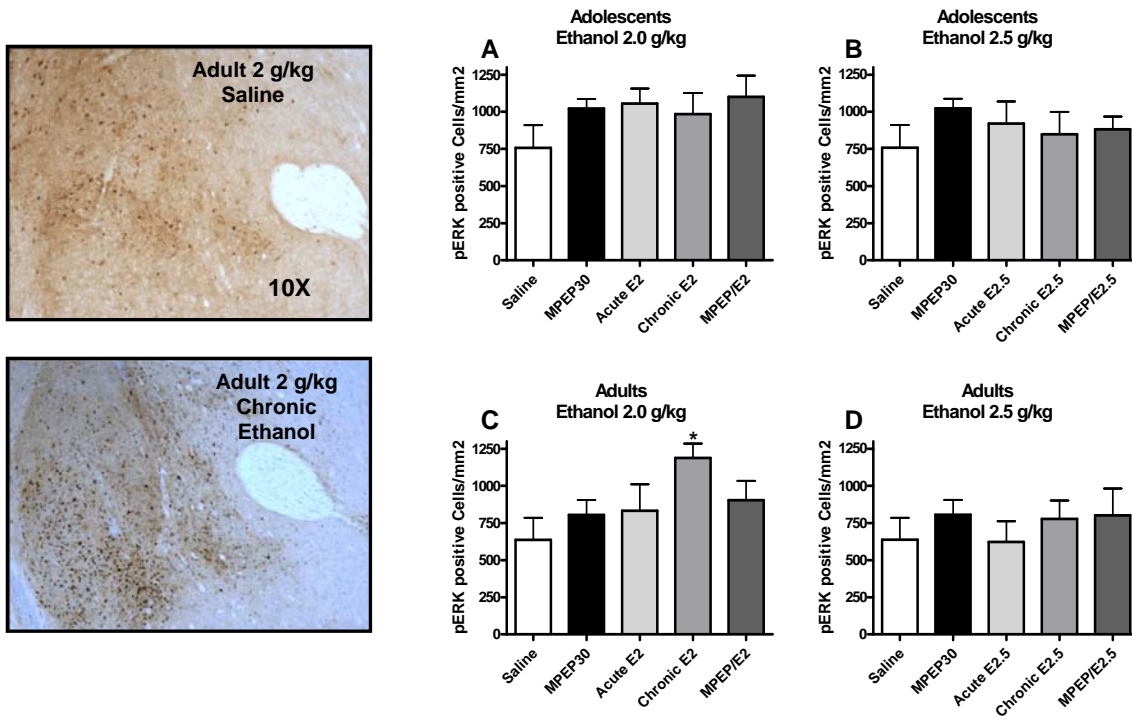 Adult 2 g/kg
Saline
10X
Adult 2 g/kg
Chronic
Ethanol
A
Adolescents
Ethanol 2.0 g/kg
pERK positive Cells/mm2
1250
1000
750
500
250
0
Saline
MPEP30
Acute E2
Chronic E2
MPEP/E2
B
Adolescents
Ethanol 2.5 g/kg
pERK positive Cells/mm2
1250
1000
750
500
250
0
Saline
MPEP30
Acute E2.5
Chronic E2.5
MPEP/E2.5
C
Adults
Ethanol 2.0 g/kg
pERK positive Cells/mm2
1250
1000
750
500
250
0
*
Saline
MPEP30
Acute E2
Chronic E2
MPEP/E2
D
Adults
Ethanol 2.5 g/kg
pERK positive Cells/mm2
1250
1000
750
500
250
0
Saline
MPEP30
Acute E2.5
Chronic E2.5
MPEP/E2.5